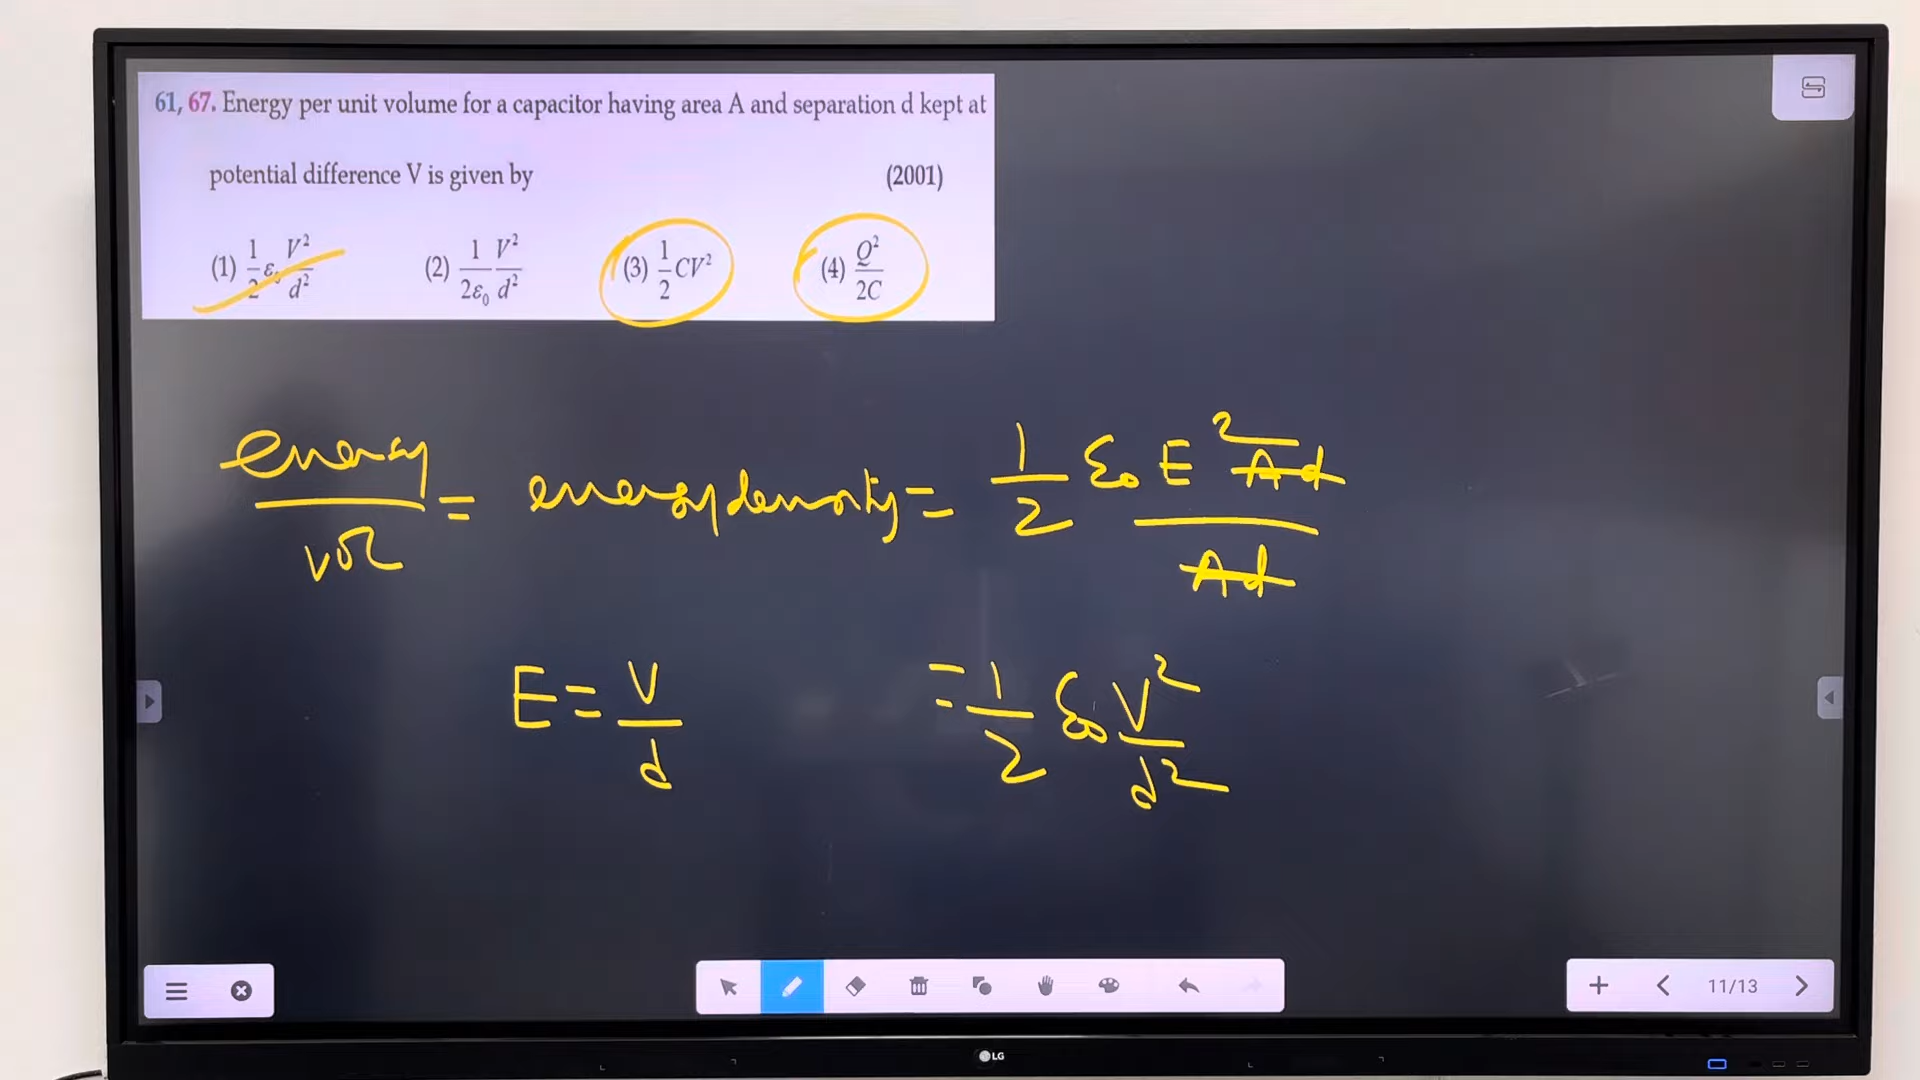 61, 67. Energy per unit volume for a capacitor having area A and separation d kept at
potential difference V is given by (2001)
(1) 1/2 ε₀ V²/d² (2) 1/2ε₀ V²/d² (3) 1/2 CV² (4) Q²/2C
energy/vol = energy density = 1/2 ε₀ E² Ad/Ad
E = V/d = 1/2 ε₀ V²/d²
11/13
LG